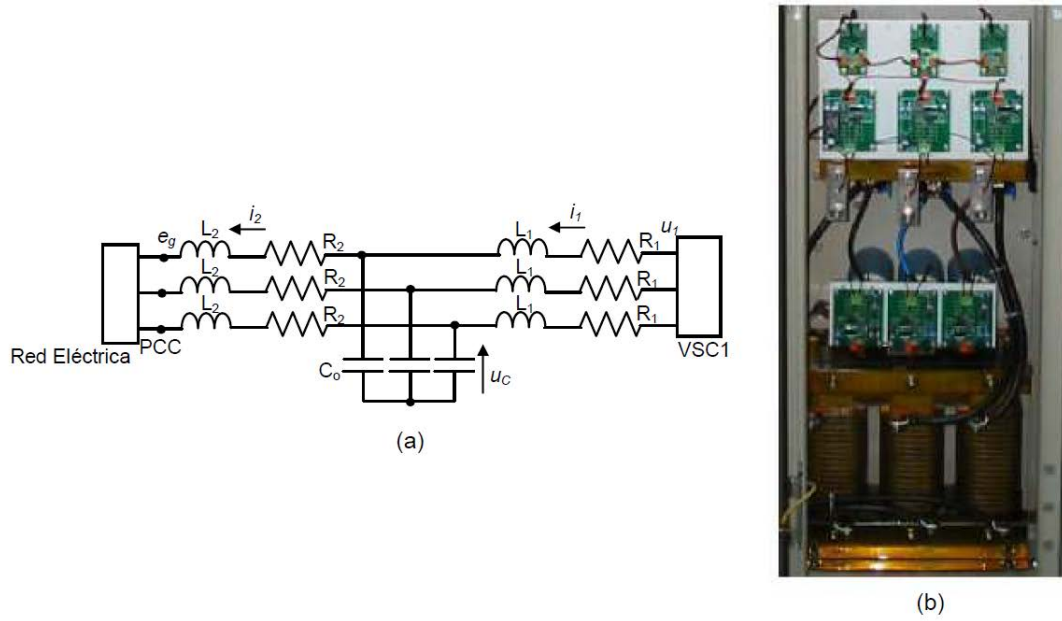 e_g L_2 i_2 R_2 L_1 i_1 R_1 u_1
L_2 R_2 L_1 R_1
L_2 R_2 L_1 R_1
Red Eléctrica PCC C_o u_C VSC1
(a)
(b)